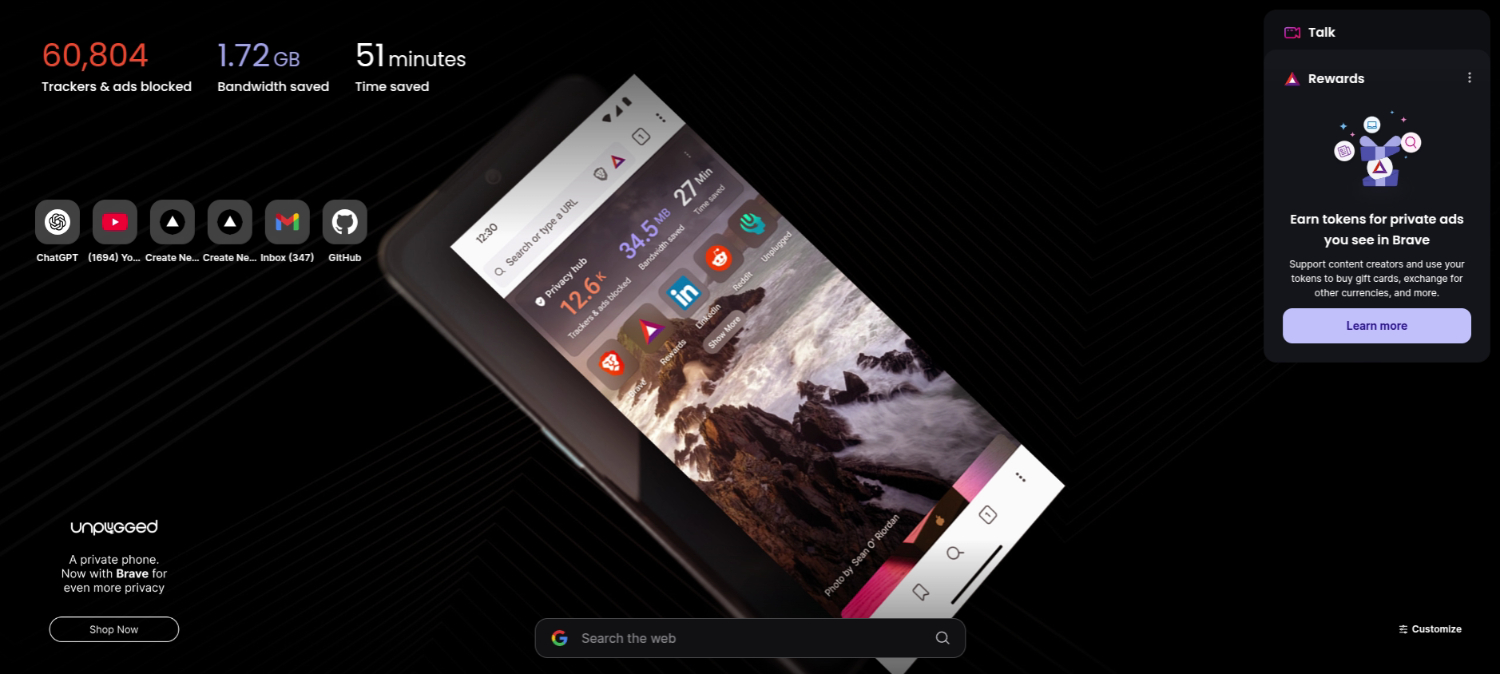 60,804
Trackers & ads blocked
1.72 GB
Bandwidth saved
51 minutes
Time saved
ChatGPT
(1694) Yo...
Create Ne...
Create Ne...
Inbox (347)
GitHub
12:30
1
Search or type a URL
Privacy hub
12.6 K
Trackers & ads blocked
34.5 MB
Bandwidth saved
27 Min
Time saved
Brave
Rewards
LinkedIn
Reddit
Unplugged
Show More
Photo by Sean O' Riordan
1
Talk
Rewards
Earn tokens for private ads
you see in Brave
Support content creators and use your
tokens to buy gift cards, exchange for
other currencies, and more.
Learn more
unplugged
A private phone.
Now with Brave for
even more privacy
Shop Now
Search the web
Customize